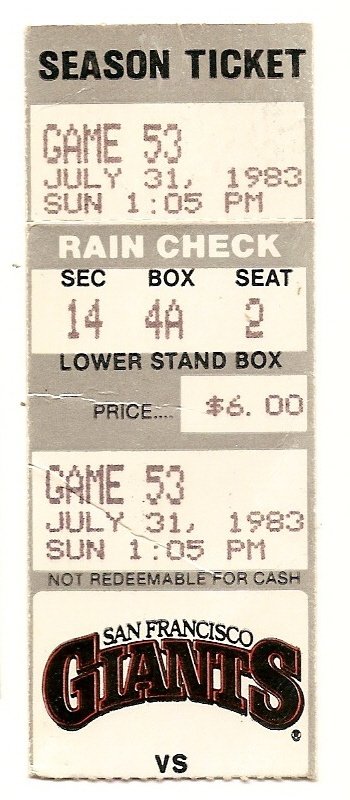 SEASON TICKET
GAME 53
JULY 31, 1983
SUN 1:05 PM
RAIN CHECK
SEC BOX SEAT
14 4A 2
LOWER STAND BOX
PRICE.... $6.00
GAME 53
JULY 31, 1983
SUN 1:05 PM
NOT REDEEMABLE FOR CASH
SAN FRANCISCO
GIANTS
VS